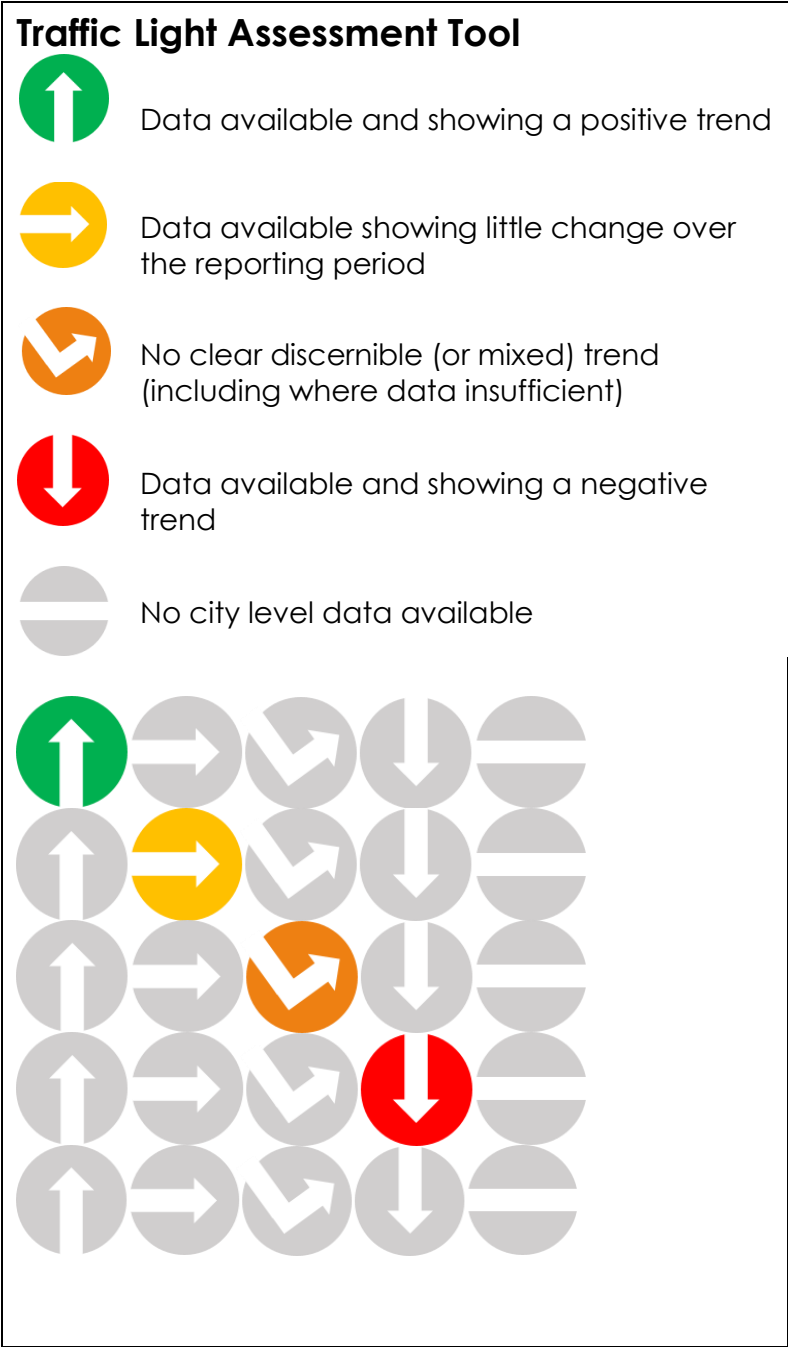 Traffic Light Assessment Tool
Data available and showing a positive trend
Data available showing little change over
the reporting period
No clear discernible (or mixed) trend
(including where data insufficient)
Data available and showing a negative
trend
No city level data available